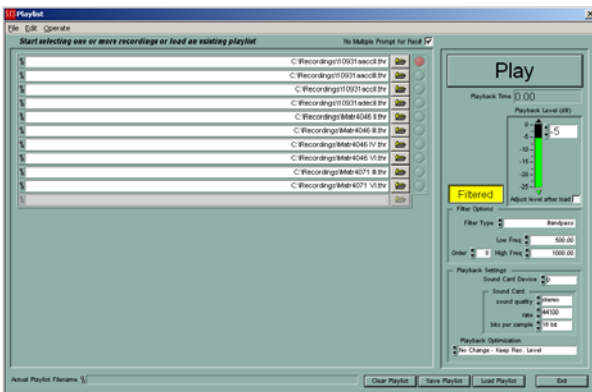 Playlist
File Edit Operate
Start selecting one or more recordings or load an existing playlist
No Multiple Prompt for Recll
C:\Recordings\10931aaccII.thr
C:\Recordings\10931aaccIII.thr
C:\Recordings\10931accII.thr
C:\Recordings\10931adecII.thr
C:\Recordings\Matr4046 II.thr
C:\Recordings\Matr4046 III.thr
C:\Recordings\Matr4046 IV.thr
C:\Recordings\Matr4046 VI.thr
C:\Recordings\Matr4071 III.thr
C:\Recordings\Matr4071 VI.thr
Play
Playback Time 0.00
Playback Level (dB)
-5
0
-5
-10
-15
-20
-25
Filtered
Adjust level after load
Filter Options
Filter Type Bandpass
Low Freq 500.00
Order 8 High Freq 1000.00
Playback Settings
Sound Card Device 0
Sound Card
sound quality stereo
rate 44100
bits per sample 16 bit
Playback Optimization
No Change - Keep Rec. Level
Actual Playlist Filename
Clear Playlist
Save Playlist
Load Playlist
Exit